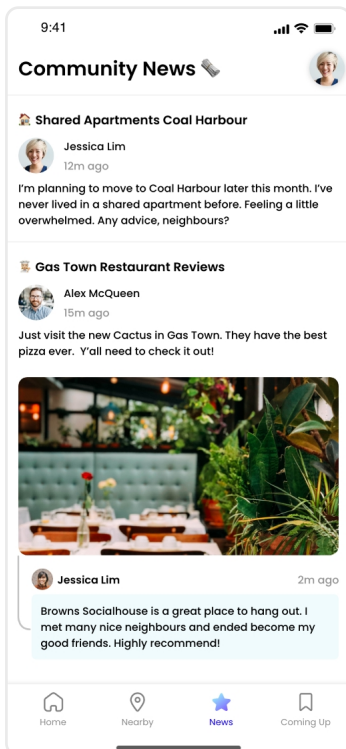 9:41
Community News
Shared Apartments Coal Harbour
Jessica Lim
12m ago
I'm planning to move to Coal Harbour later this month. I've
never lived in a shared apartment before. Feeling a little
overwhelmed. Any advice, neighbours?
Gas Town Restaurant Reviews
Alex McQueen
15m ago
Just visit the new Cactus in Gas Town. They have the best
pizza ever. Y'all need to check it out!
Jessica Lim 2m ago
Browns Socialhouse is a great place to hang out. I
met many nice neighbours and ended become my
good friends. Highly recommend!
Home Nearby News Coming Up